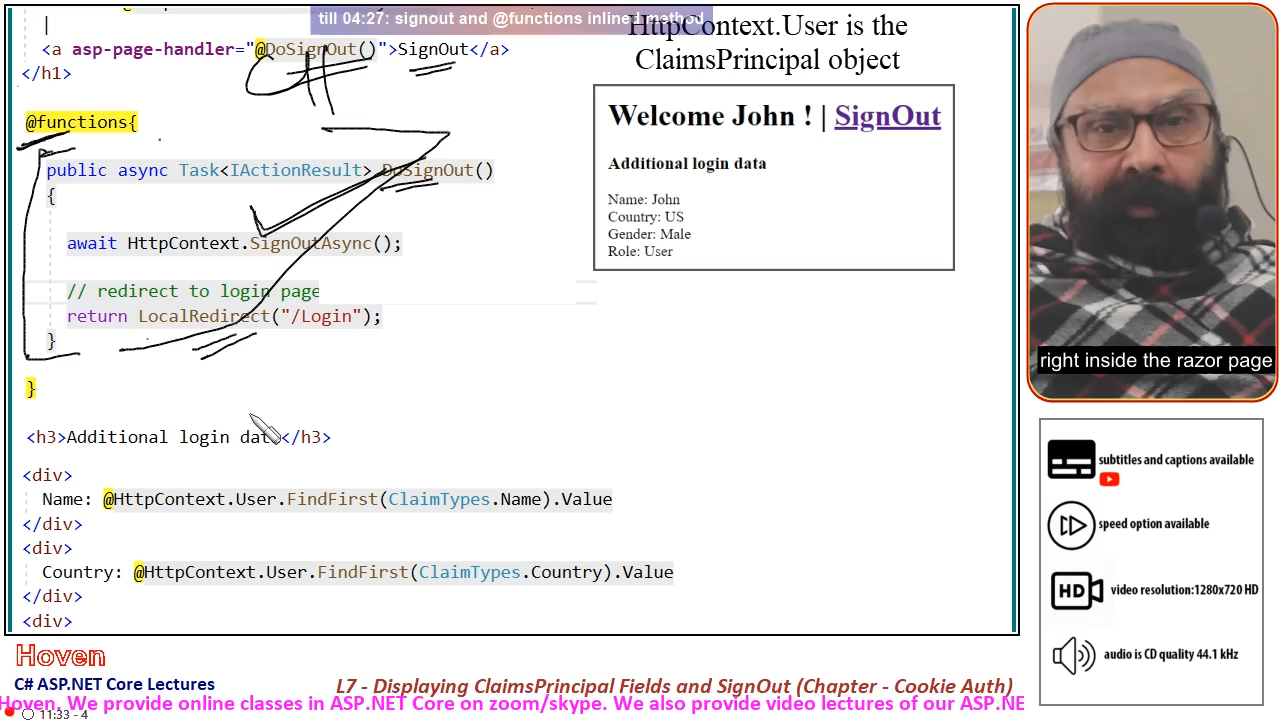 till 04:27: signout and @functions inlined method
|
<a asp-page-handler="@DoSignOut()">SignOut</a>
</h1>
@functions{
public async Task<IActionResult> DoSignOut()
{
await HttpContext.SignOutAsync();
// redirect to login page
return LocalRedirect("/Login");
}
}
<h3>Additional login data</h3>
<div>
Name: @HttpContext.User.FindFirst(ClaimTypes.Name).Value
</div>
<div>
Country: @HttpContext.User.FindFirst(ClaimTypes.Country).Value
</div>
<div>
HttpContext.User is the
ClaimsPrincipal object
Welcome John ! | SignOut
Additional login data
Name: John
Country: US
Gender: Male
Role: User
right inside the razor page
subtitles and captions available
speed option available
HD
video resolution:1280x720 HD
audio is CD quality 44.1 kHz
Hoven
C# ASP.NET Core Lectures
L7 - Displaying ClaimsPrincipal Fields and SignOut (Chapter - Cookie Auth)
Hoven. We provide online classes in ASP.NET Core on zoom/skype. We also provide video lectures of our ASP.NE
11:33 - 4